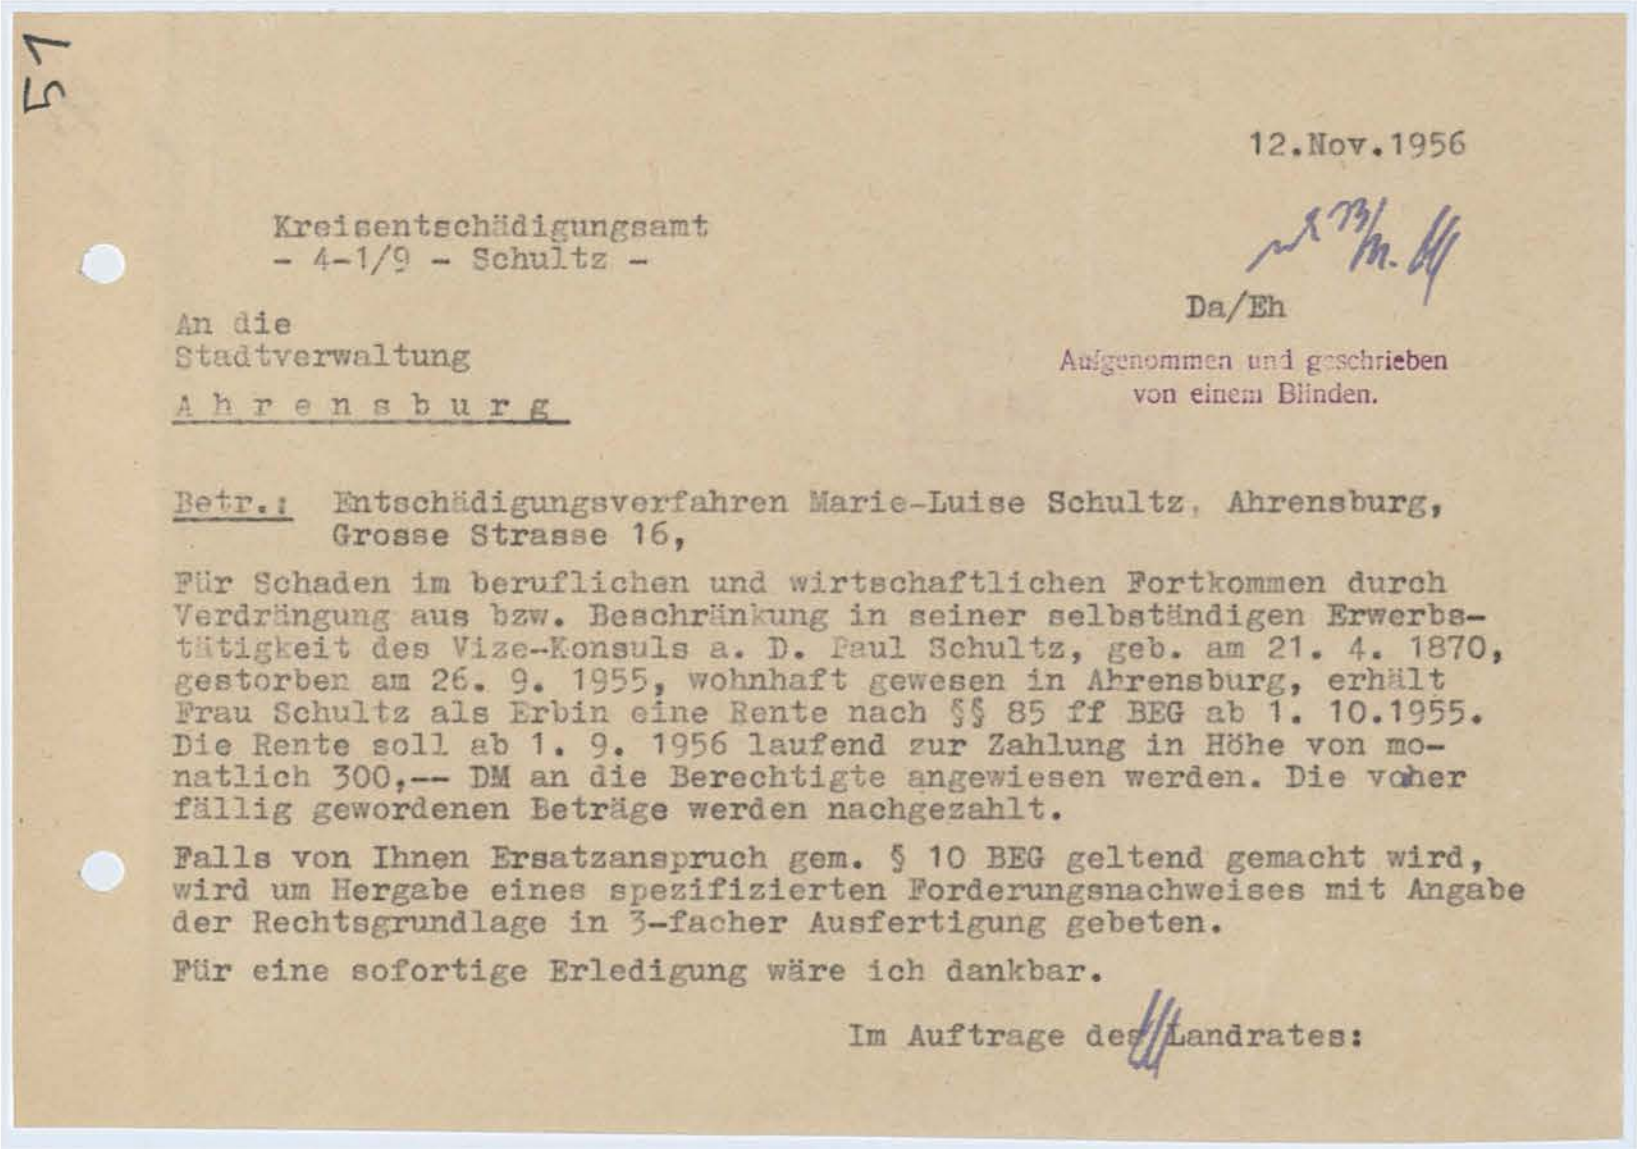 51
12.Nov.1956
Kreisentschädigungsamt
- 4-1/9 - Schultz -
Da/Eh
An die
Stadtverwaltung
Ahrensburg
Aufgenommen und geschrieben
von einem Blinden.
Betr.: Entschädigungsverfahren Marie-Luise Schultz, Ahrensburg,
Grosse Strasse 16,
Für Schaden im beruflichen und wirtschaftlichen Fortkommen durch
Verdrängung aus bzw. Beschränkung in seiner selbständigen Erwerbs-
tätigkeit des Vize-Konsuls a. D. Paul Schultz, geb. am 21. 4. 1870,
gestorben am 26. 9. 1955, wohnhaft gewesen in Ahrensburg, erhält
Frau Schultz als Erbin eine Rente nach §§ 85 ff BEG ab 1. 10.1955.
Die Rente soll ab 1. 9. 1956 laufend zur Zahlung in Höhe von mo-
natlich 300,-- DM an die Berechtigte angewiesen werden. Die voher
fällig gewordenen Beträge werden nachgezahlt.
Falls von Ihnen Ersatzanspruch gem. § 10 BEG geltend gemacht wird,
wird um Hergabe eines spezifizierten Forderungsnachweises mit Angabe
der Rechtsgrundlage in 3-facher Ausfertigung gebeten.
Für eine sofortige Erledigung wäre ich dankbar.
Im Auftrage des Landrates: